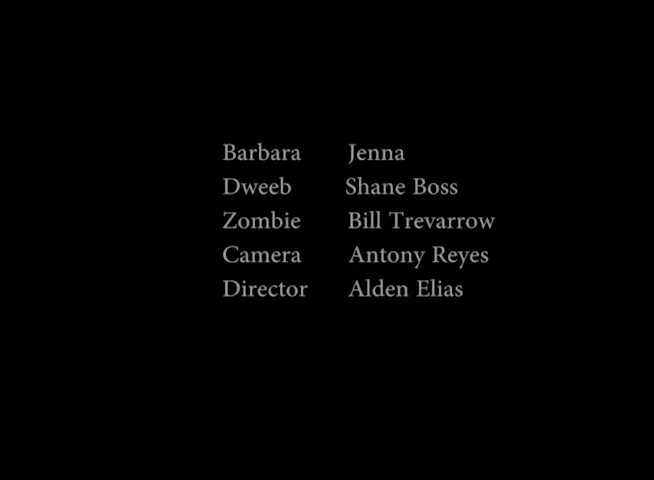 Barbara Jenna
Dweeb Shane Boss
Zombie Bill Trevarrow
Camera Antony Reyes
Director Alden Elias